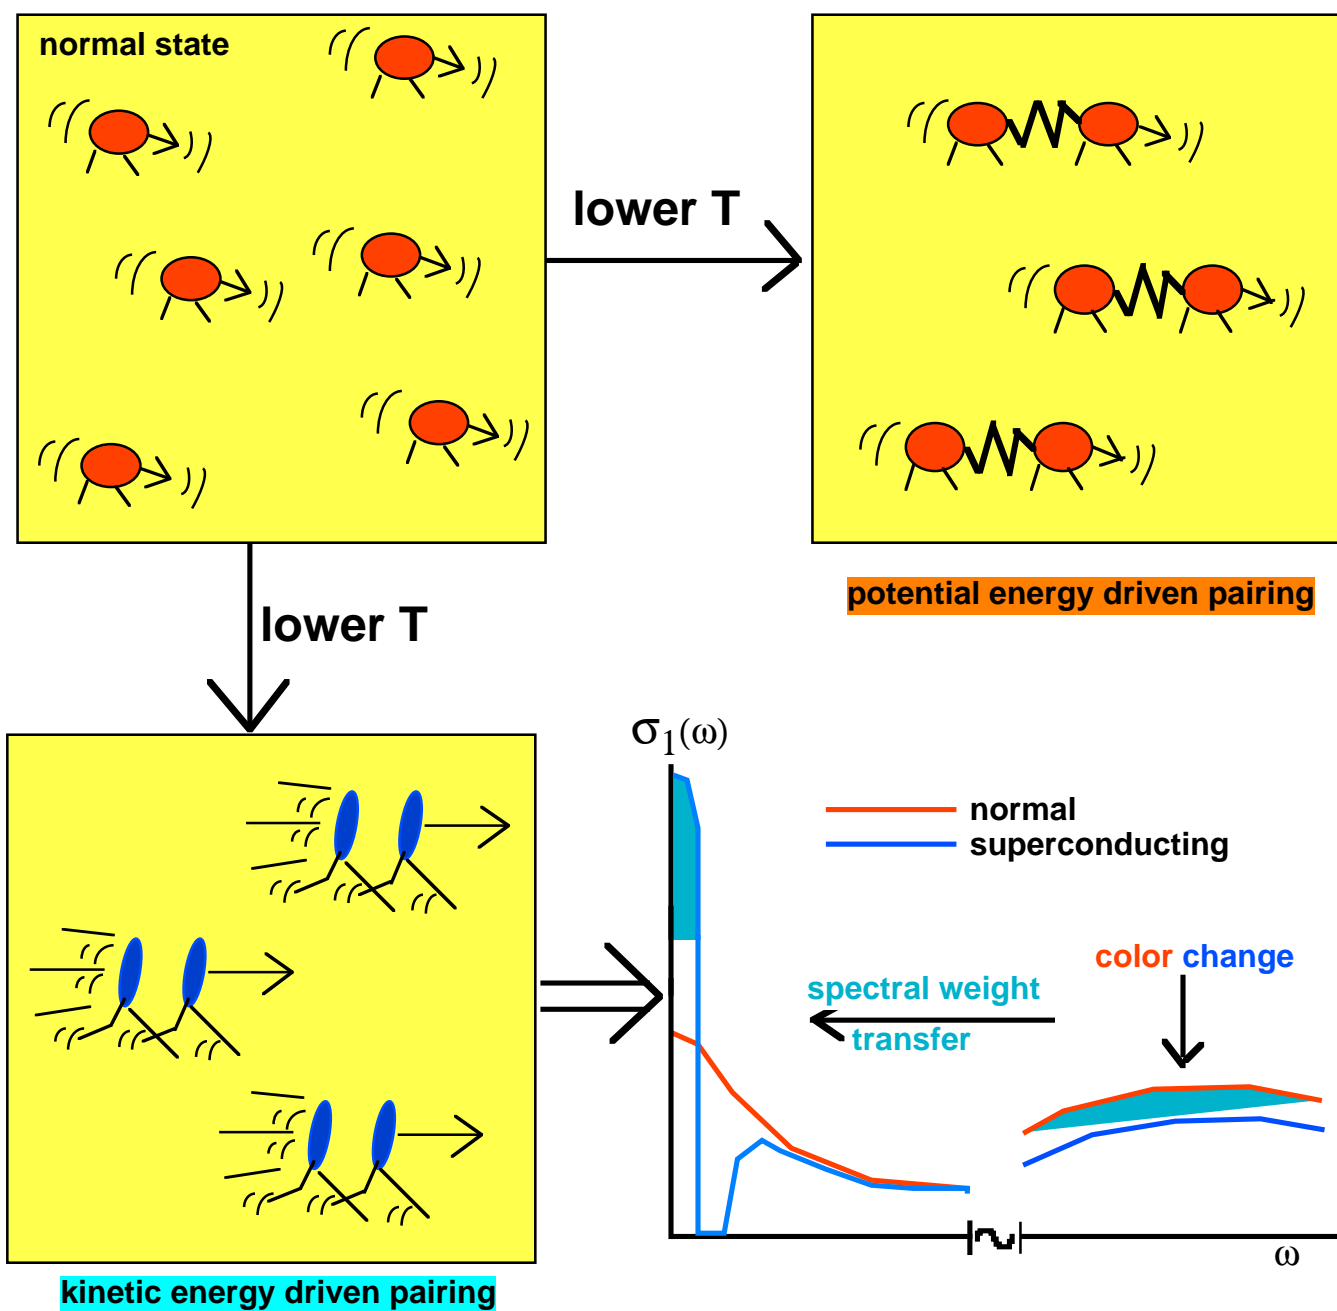 normal state
lower T
potential energy driven pairing
lower T
kinetic energy driven pairing
σ₁(ω)
normal
superconducting
color change
spectral weight
transfer
ω